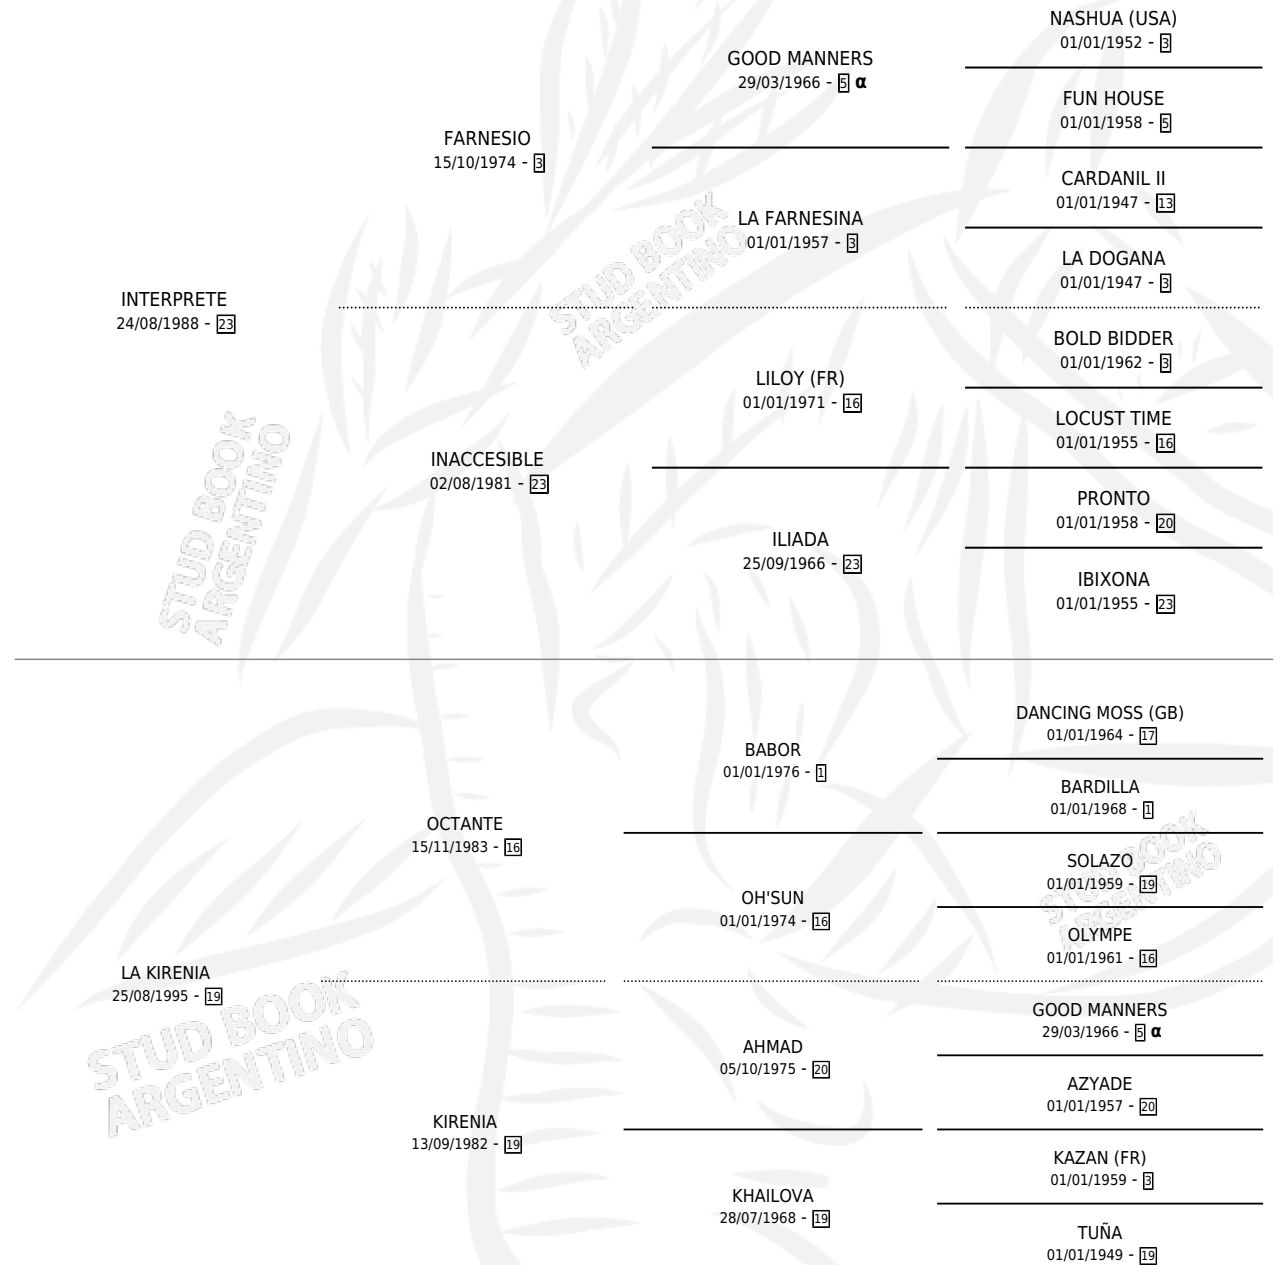 NASHUA (USA)
01/01/1952 - 3
GOOD MANNERS
29/03/1966 - 5 α
FUN HOUSE
01/01/1958 - 5
FARNESIO
15/10/1974 - 3
CARDANIL II
01/01/1947 - 13
LA FARNESINA
01/01/1957 - 3
LA DOGANA
01/01/1947 - 3
INTERPRETE
24/08/1988 - 23
BOLD BIDDER
01/01/1962 - 3
LILOY (FR)
01/01/1971 - 16
LOCUST TIME
01/01/1955 - 16
INACCESIBLE
02/08/1981 - 23
PRONTO
01/01/1958 - 20
ILIADA
25/09/1966 - 23
IBIXONA
01/01/1955 - 23
DANCING MOSS (GB)
01/01/1964 - 17
BABOR
01/01/1976 - 1
BARDILLA
01/01/1968 - 1
OCTANTE
15/11/1983 - 16
SOLAZO
01/01/1959 - 19
OH'SUN
01/01/1974 - 16
OLYMPE
01/01/1961 - 16
LA KIRENIA
25/08/1995 - 19
GOOD MANNERS
29/03/1966 - 5 α
AHMAD
05/10/1975 - 20
AZYADE
01/01/1957 - 20
KIRENIA
13/09/1982 - 19
KAZAN (FR)
01/01/1959 - 3
KHAILOVA
28/07/1968 - 19
TUÑA
01/01/1949 - 19
STUD BOOK
ARGENTINO
STUD BOOK
ARGENTINO
STUD BOOK
ARGENTINO
STUD BOOK
ARGENTINO